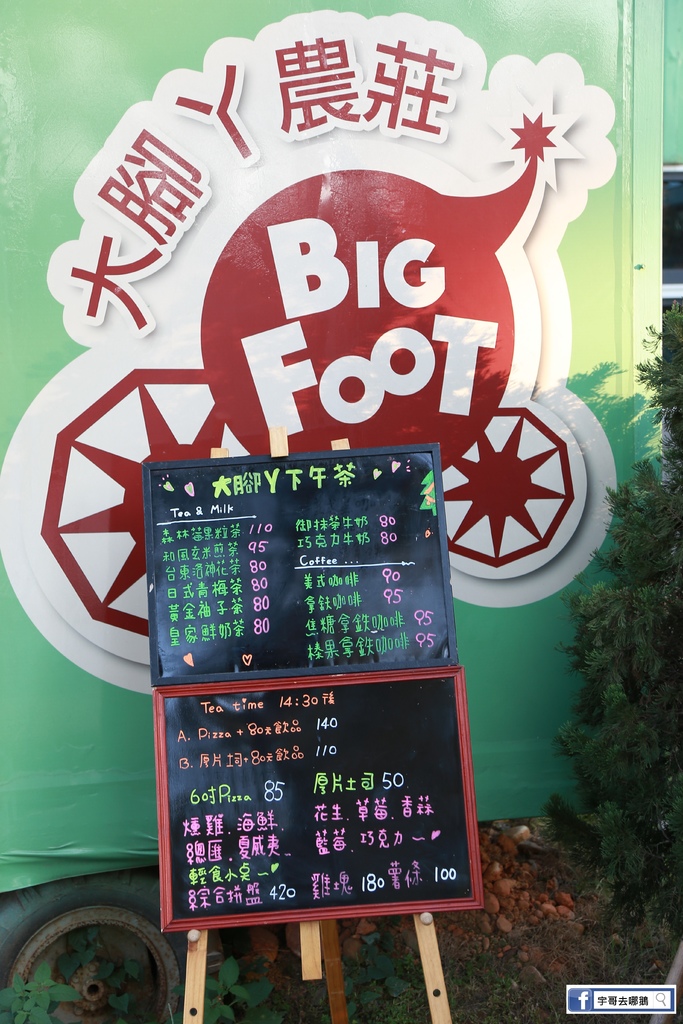 大腳丫農莊
BIG
FOOT
大腳丫下午茶
Tea & Milk
森林莓果粒茶 110
和風玄米煎茶 95
台東洛神花茶 80
日式青梅茶 80
黃金柚子茶 80
皇家鮮奶茶 80
御抹茶牛奶 80
巧克力牛奶 80
Coffee ...
美式咖啡 90
拿鉄咖啡 95
焦糖拿鉄咖啡 95
榛果拿鉄咖啡 95
Tea time 14:30後
A. Pizza + 80元飲品 140
B. 厚片土司+80元飲品 110
6吋Pizza 85
燻雞.海鮮.
總匯.夏威夷
厚片土司 50
花生.草莓.香蒜
藍莓.巧克力~
輕食小桌~
綜合拼盤 420 雞塊 180 薯條 100
f 宇哥去哪鵝